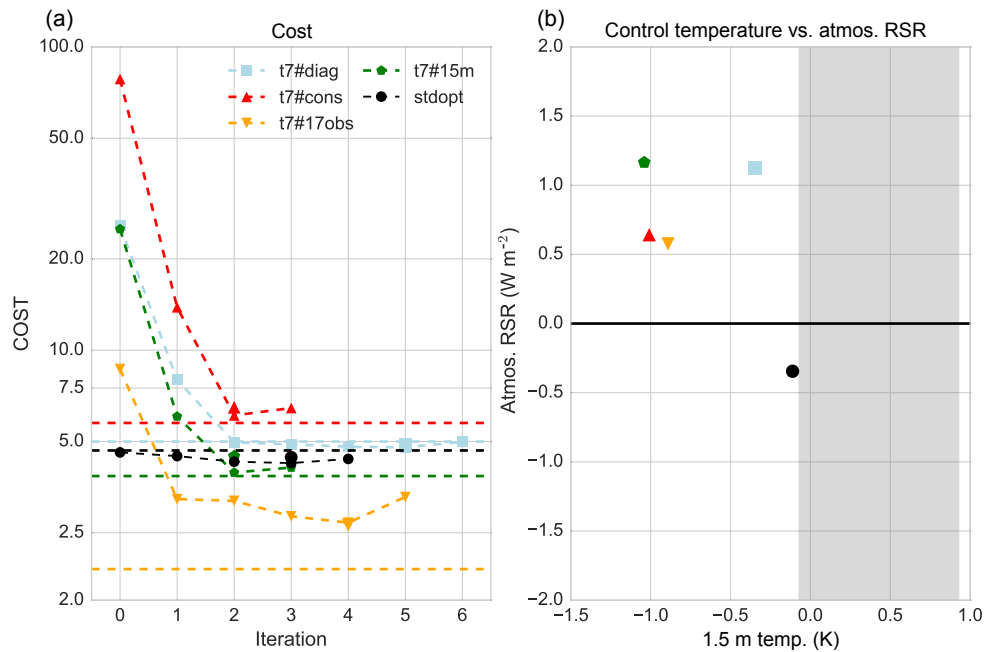 (a)
Cost
100.0
50.0
20.0
10.0
7.5
5.0
2.5
2.0
COST
t7#diag
t7#cons
t7#17obs
t7#15m
stdopt
0 1 2 3 4 5 6
Iteration
(b)
Control temperature vs. atmos. RSR
2.0
1.5
1.0
0.5
0.0
−0.5
−1.0
−1.5
−2.0
Atmos. RSR (W m⁻²)
−1.5 −1.0 −0.5 0.0 0.5 1.0
1.5 m temp. (K)